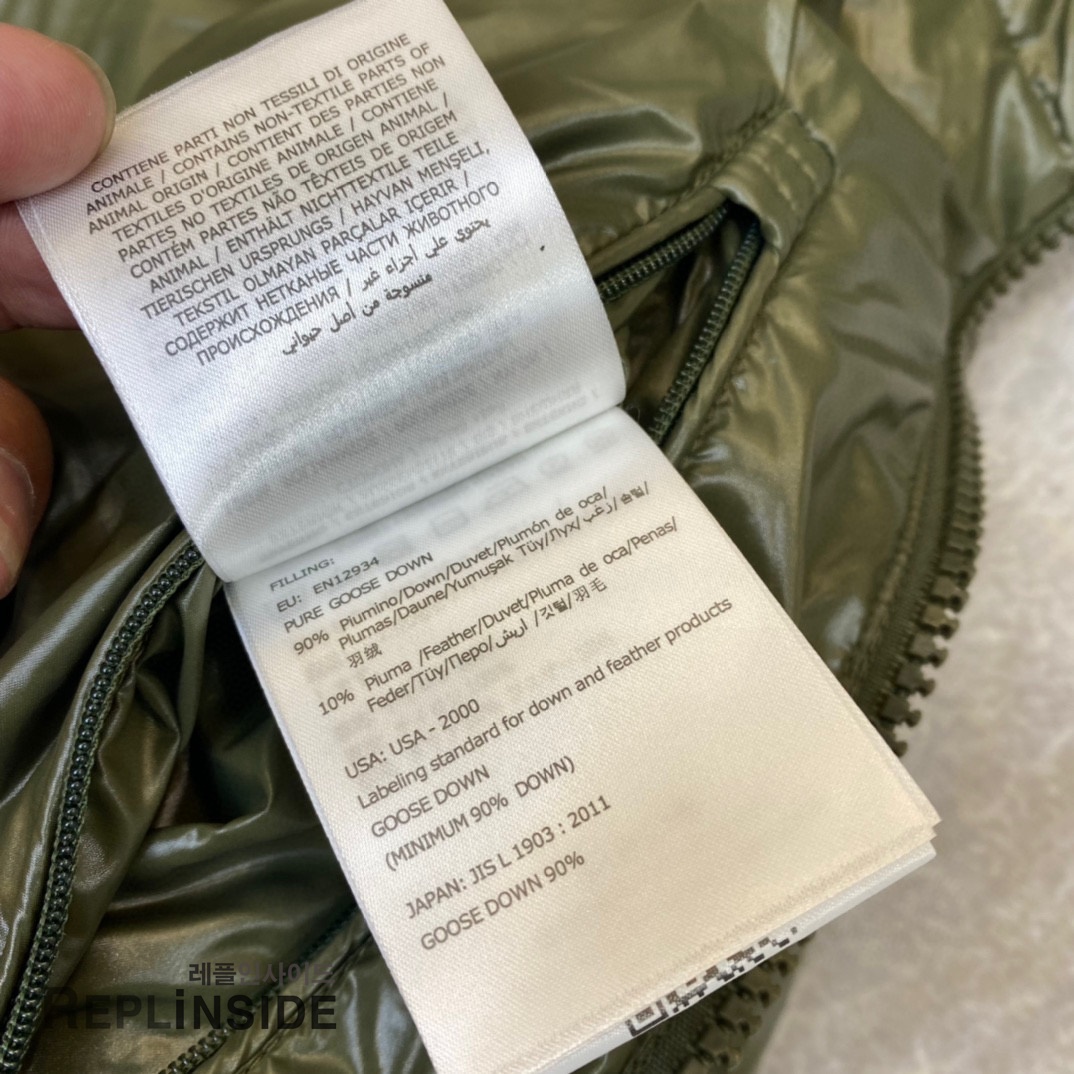 CONTIENE PARTI NON TESSILI DI ORIGINE
ANIMALE / CONTAINS NON-TEXTILE PARTS OF
ANIMAL ORIGIN / CONTIENT DES PARTIES NON
TEXTILES D'ORIGINE ANIMALE / CONTIENE
PARTES NO TEXTILES DE ORIGEN ANIMAL /
CONTÉM PARTES NÃO TÊXTEIS DE ORIGEM
ANIMAL / ENTHÄLT NICHTTEXTILE TEILE
TIERISCHEN URSPRUNGS / HAYVAN MENŞELİ,
TEKSTIL OLMAYAN PARÇALAR IÇERIR /
СОДЕРЖИТ НЕТКАНЫЕ ЧАСТИ ЖИВОТНОГО
ПРОИСХОЖДЕНИЯ / يحتوي على أجزاء غير
منسوجة من أصل حيواني
FILLING:
EU: EN12934
PURE GOOSE DOWN
90% Piumino/Down/Duvet/Plumón de oca/
Plumas/Daune/Yumuşak Tüy/Пух/زغب/솜털/
羽绒
10% Piuma /Feather/Duvet/Pluma de oca/Penas/
Feder/Tüy/Перо/ريش/깃털/羽毛
USA: USA - 2000
Labeling standard for down and feather products
GOOSE DOWN
(MINIMUM 90% DOWN)
JAPAN: JIS L 1903 : 2011
GOOSE DOWN 90%
레플인사이드
REPLiNSIDE